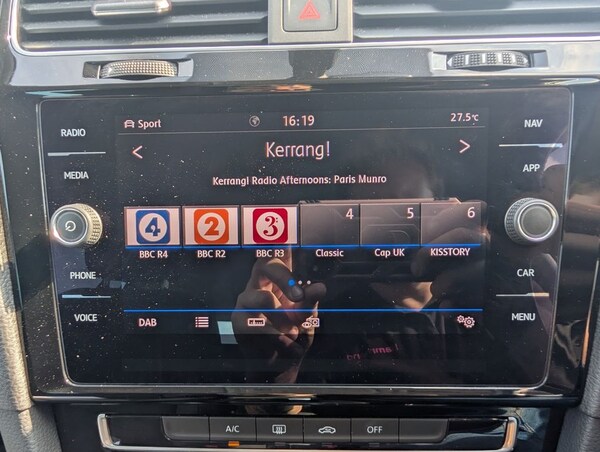 RADIO
Sport 16:19 27.5°C
NAV
MEDIA
< Kerrang! >
APP
Kerrang! Radio Afternoons: Paris Munro
4 2 3 4 5 6
BBC R4 BBC R2 BBC R3 Classic Cap UK KISSTORY
PHONE
CAR
VOICE
DAB
MENU
A/C OFF